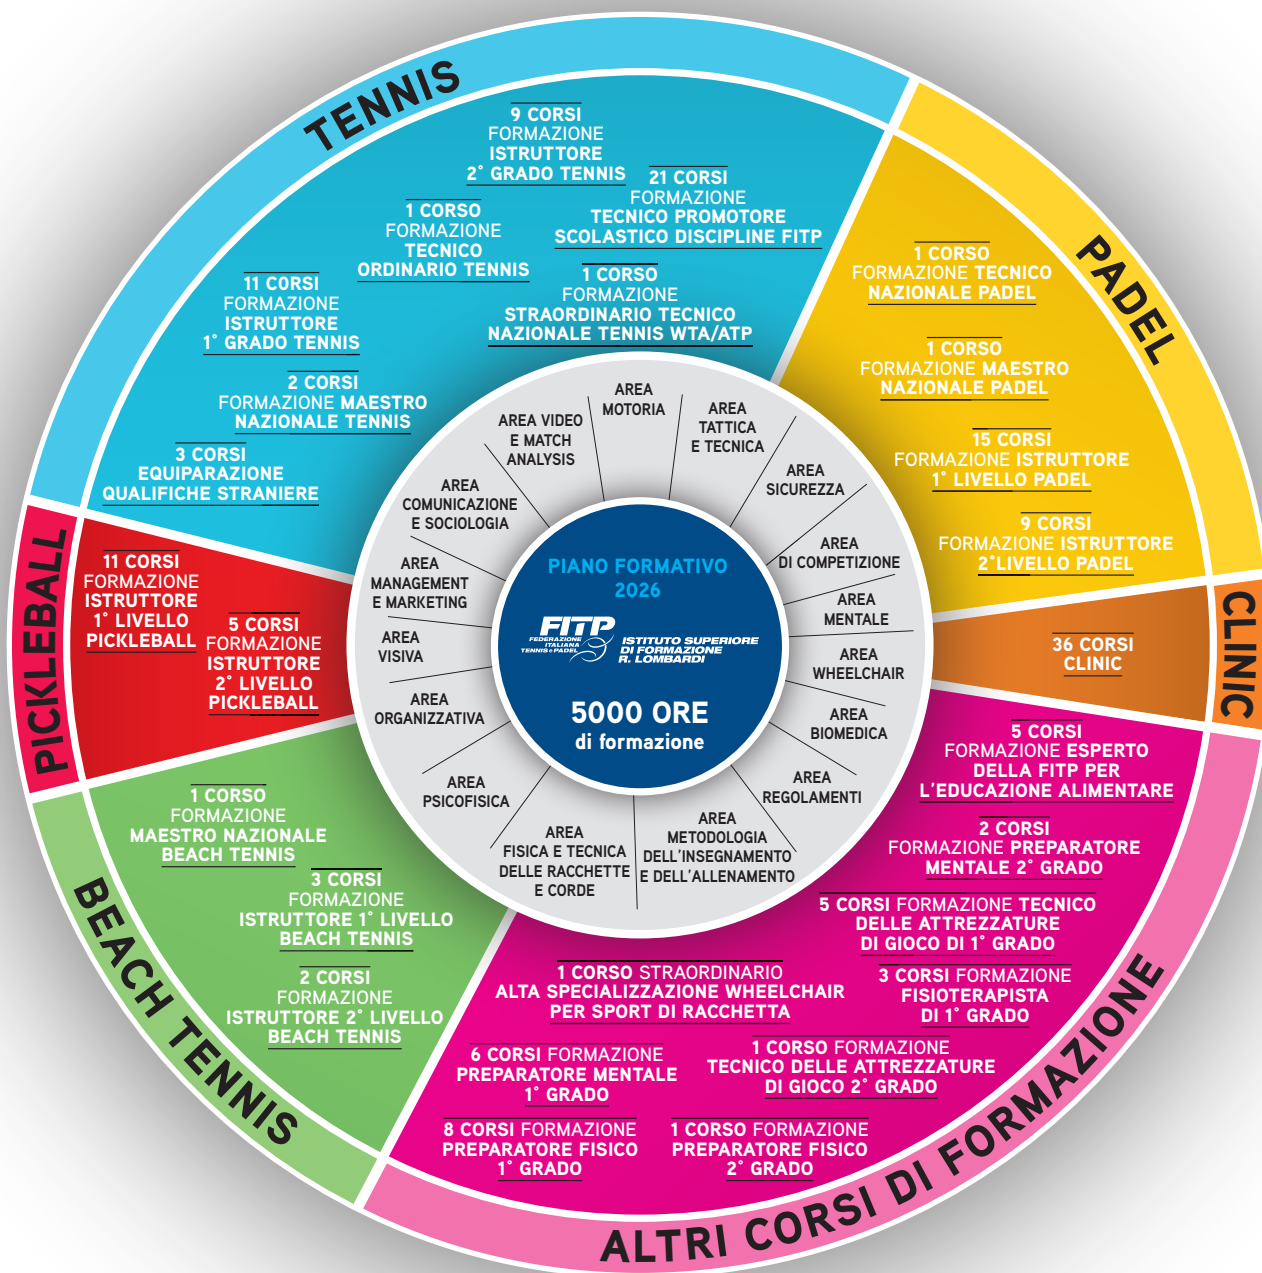 TENNIS
9 CORSI
FORMAZIONE
ISTRUTTORE
2° GRADO TENNIS
21 CORSI
FORMAZIONE
TECNICO PROMOTORE
SCOLASTICO DISCIPLINE FITP
1 CORSO
FORMAZIONE
TECNICO
ORDINARIO TENNIS
1 CORSO
FORMAZIONE
STRAORDINARIO TECNICO
NAZIONALE TENNIS WTA/ATP
11 CORSI
FORMAZIONE
ISTRUTTORE
1° GRADO TENNIS
2 CORSI
FORMAZIONE MAESTRO
NAZIONALE TENNIS
3 CORSI
EQUIPARAZIONE
QUALIFICHE STRANIERE
PADEL
1 CORSO
FORMAZIONE TECNICO
NAZIONALE PADEL
1 CORSO
FORMAZIONE MAESTRO
NAZIONALE PADEL
15 CORSI
FORMAZIONE ISTRUTTORE
1° LIVELLO PADEL
9 CORSI
FORMAZIONE ISTRUTTORE
2°LIVELLO PADEL
CLINIC
36 CORSI
CLINIC
ALTRI CORSI DI FORMAZIONE
5 CORSI
FORMAZIONE ESPERTO
DELLA FITP PER
L'EDUCAZIONE ALIMENTARE
2 CORSI
FORMAZIONE PREPARATORE
MENTALE 2° GRADO
5 CORSI FORMAZIONE TECNICO
DELLE ATTREZZATURE
DI GIOCO DI 1° GRADO
3 CORSI FORMAZIONE
FISIOTERAPISTA
DI 1° GRADO
1 CORSO STRAORDINARIO
ALTA SPECIALIZZAZIONE WHEELCHAIR
PER SPORT DI RACCHETTA
1 CORSO FORMAZIONE
TECNICO DELLE ATTREZZATURE
DI GIOCO 2° GRADO
6 CORSI FORMAZIONE
PREPARATORE MENTALE
1° GRADO
8 CORSI FORMAZIONE
PREPARATORE FISICO
1° GRADO
1 CORSO FORMAZIONE
PREPARATORE FISICO
2° GRADO
BEACH TENNIS
1 CORSO
FORMAZIONE
MAESTRO NAZIONALE
BEACH TENNIS
3 CORSI
FORMAZIONE
ISTRUTTORE 1° LIVELLO
BEACH TENNIS
2 CORSI
FORMAZIONE
ISTRUTTORE 2° LIVELLO
BEACH TENNIS
PICKLEBALL
11 CORSI
FORMAZIONE
ISTRUTTORE
1° LIVELLO
PICKLEBALL
5 CORSI
FORMAZIONE
ISTRUTTORE
2° LIVELLO
PICKLEBALL
AREA
MOTORIA
AREA
TATTICA
E TECNICA
AREA
SICUREZZA
AREA
DI COMPETIZIONE
AREA
MENTALE
AREA
WHEELCHAIR
AREA
BIOMEDICA
AREA
REGOLAMENTI
AREA
METODOLOGIA
DELL'INSEGNAMENTO
E DELL'ALLENAMENTO
AREA
FISICA E TECNICA
DELLE RACCHETTE
E CORDE
AREA
PSICOFISICA
AREA
ORGANIZZATIVA
AREA
VISIVA
AREA
MANAGEMENT
E MARKETING
AREA
COMUNICAZIONE
E SOCIOLOGIA
AREA VIDEO
E MATCH
ANALYSIS
PIANO FORMATIVO
2026
FITP
FEDERAZIONE
ITALIANA
TENNIS e PADEL
ISTITUTO SUPERIORE
DI FORMAZIONE
R. LOMBARDI
5000 ORE
di formazione